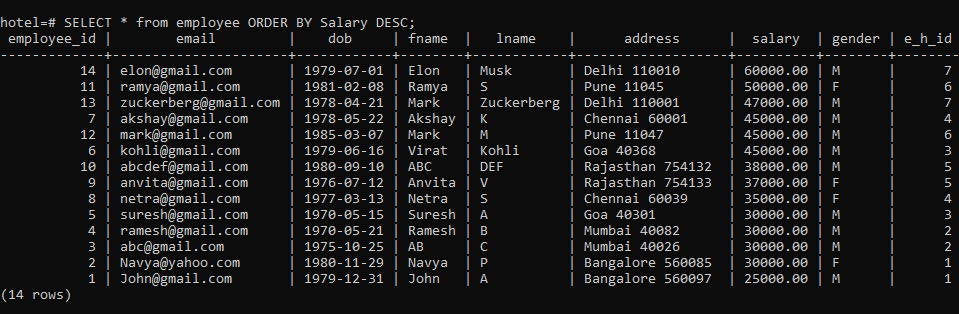 hotel=# SELECT * from employee ORDER BY Salary DESC;
employee_id | email | dob | fname | lname | address | salary | gender | e_h_id
-------------+----------------------+------------+--------+------------+------------------+----------+--------+--------
14 | elon@gmail.com | 1979-07-01 | Elon | Musk | Delhi 110010 | 60000.00 | M | 7
11 | ramya@gmail.com | 1981-02-08 | Ramya | S | Pune 11045 | 50000.00 | F | 6
13 | zuckerberg@gmail.com | 1978-04-21 | Mark | Zuckerberg | Delhi 110001 | 47000.00 | M | 7
7 | akshay@gmail.com | 1978-05-22 | Akshay | K | Chennai 60001 | 45000.00 | M | 4
12 | mark@gmail.com | 1985-03-07 | Mark | M | Pune 11047 | 45000.00 | M | 6
6 | kohli@gmail.com | 1979-06-16 | Virat | Kohli | Goa 40368 | 45000.00 | M | 3
10 | abcdef@gmail.com | 1980-09-10 | ABC | DEF | Rajasthan 754132 | 38000.00 | M | 5
9 | anvita@gmail.com | 1976-07-12 | Anvita | V | Rajasthan 754133 | 37000.00 | F | 5
8 | netra@gmail.com | 1977-03-13 | Netra | S | Chennai 60039 | 35000.00 | F | 4
5 | suresh@gmail.com | 1970-05-15 | Suresh | A | Goa 40301 | 30000.00 | M | 3
4 | ramesh@gmail.com | 1970-05-21 | Ramesh | B | Mumbai 40082 | 30000.00 | M | 2
3 | abc@gmail.com | 1975-10-25 | AB | C | Mumbai 40026 | 30000.00 | M | 2
2 | Navya@yahoo.com | 1980-11-29 | Navya | P | Bangalore 560085 | 30000.00 | F | 1
1 | John@gmail.com | 1979-12-31 | John | A | Bangalore 560097 | 25000.00 | M | 1
(14 rows)